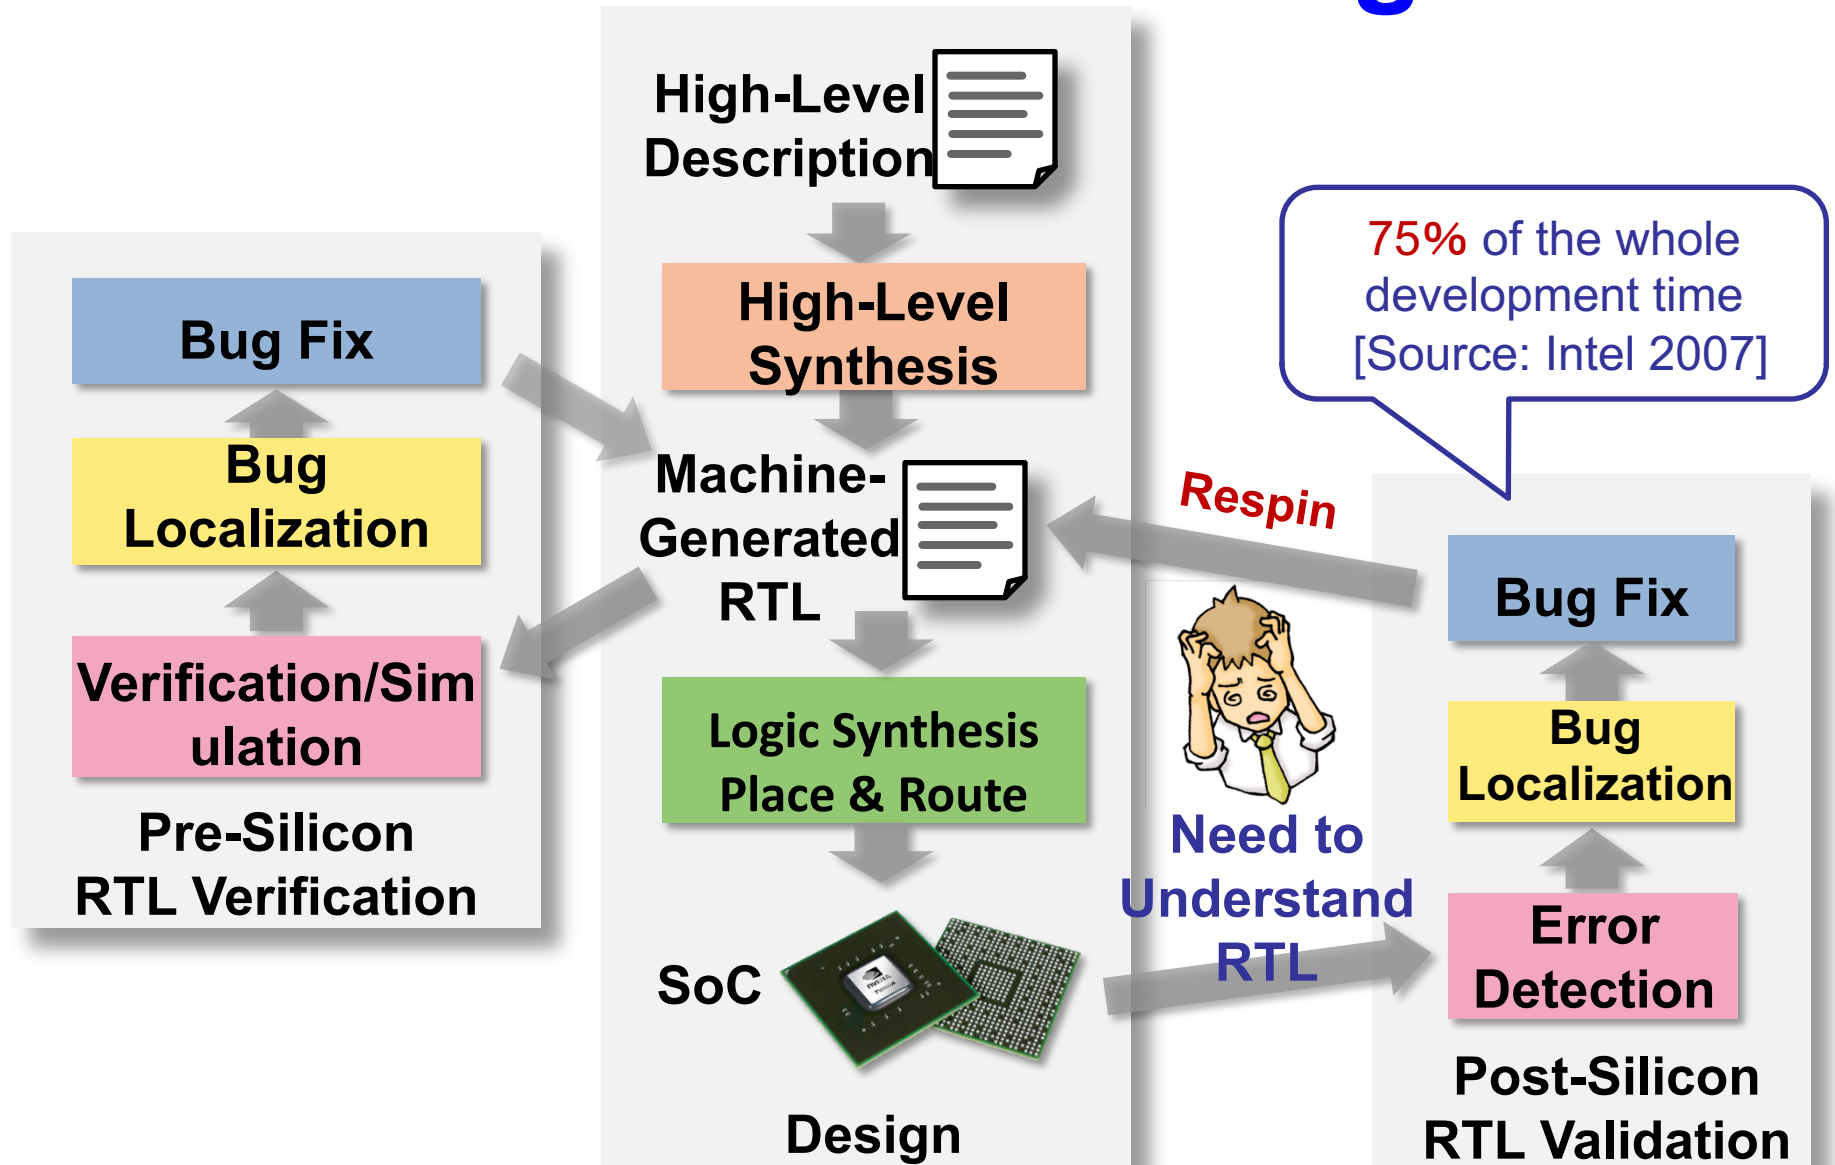 g
High-Level
Description
High-Level
Synthesis
Machine-
Generated
RTL
Logic Synthesis
Place & Route
SoC
NVIDIA
Design
Bug Fix
Bug
Localization
Verification/Sim
ulation
Pre-Silicon
RTL Verification
75% of the whole
development time
[Source: Intel 2007]
Respin
Need to
Understand
RTL
Bug Fix
Bug
Localization
Error
Detection
Post-Silicon
RTL Validation